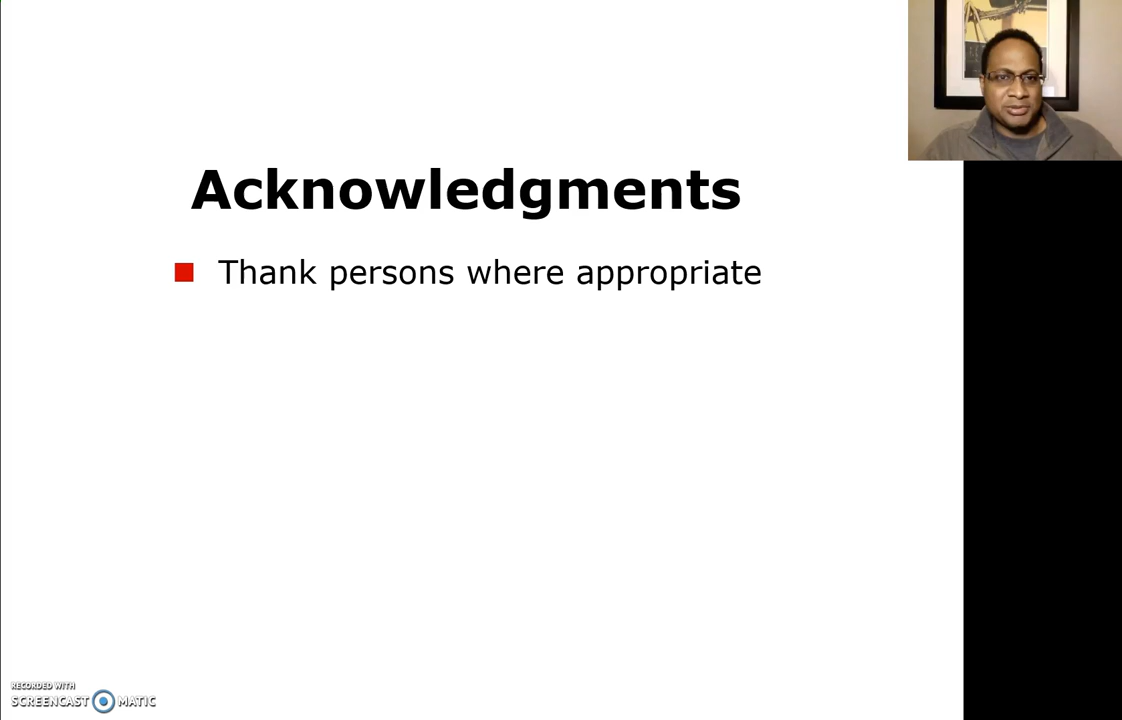 Acknowledgments
Thank persons where appropriate
RECORDED WITH
SCREENCAST MATIC